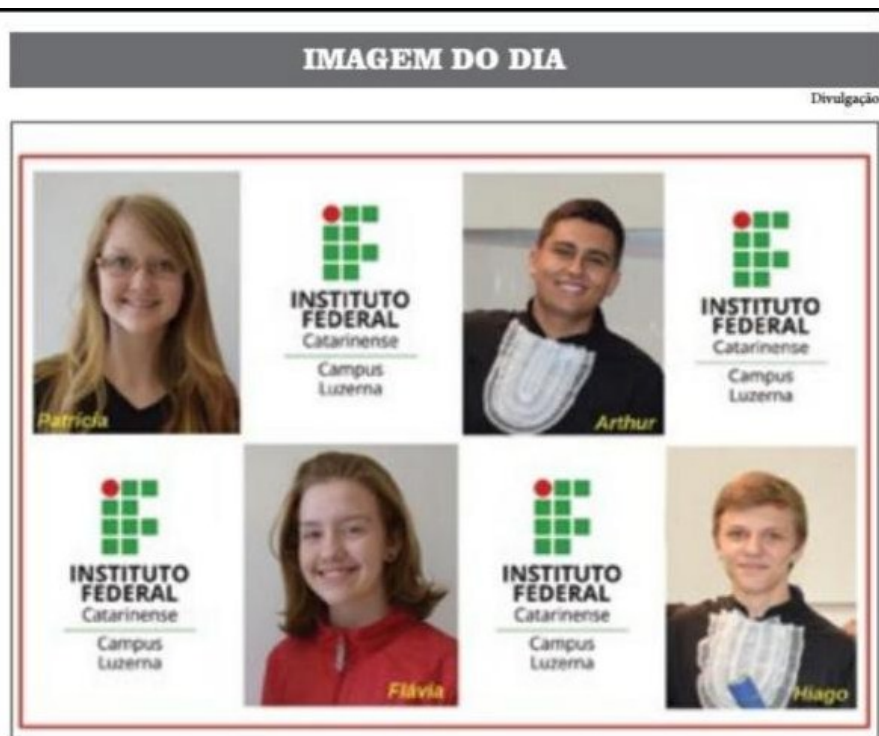 IMAGEM DO DIA
Divulgação
Patrícia
INSTITUTO
FEDERAL
Catarinense
Campus
Luzerna
Arthur
INSTITUTO
FEDERAL
Catarinense
Campus
Luzerna
INSTITUTO
FEDERAL
Catarinense
Campus
Luzerna
Flávia
INSTITUTO
FEDERAL
Catarinense
Campus
Luzerna
Hiago